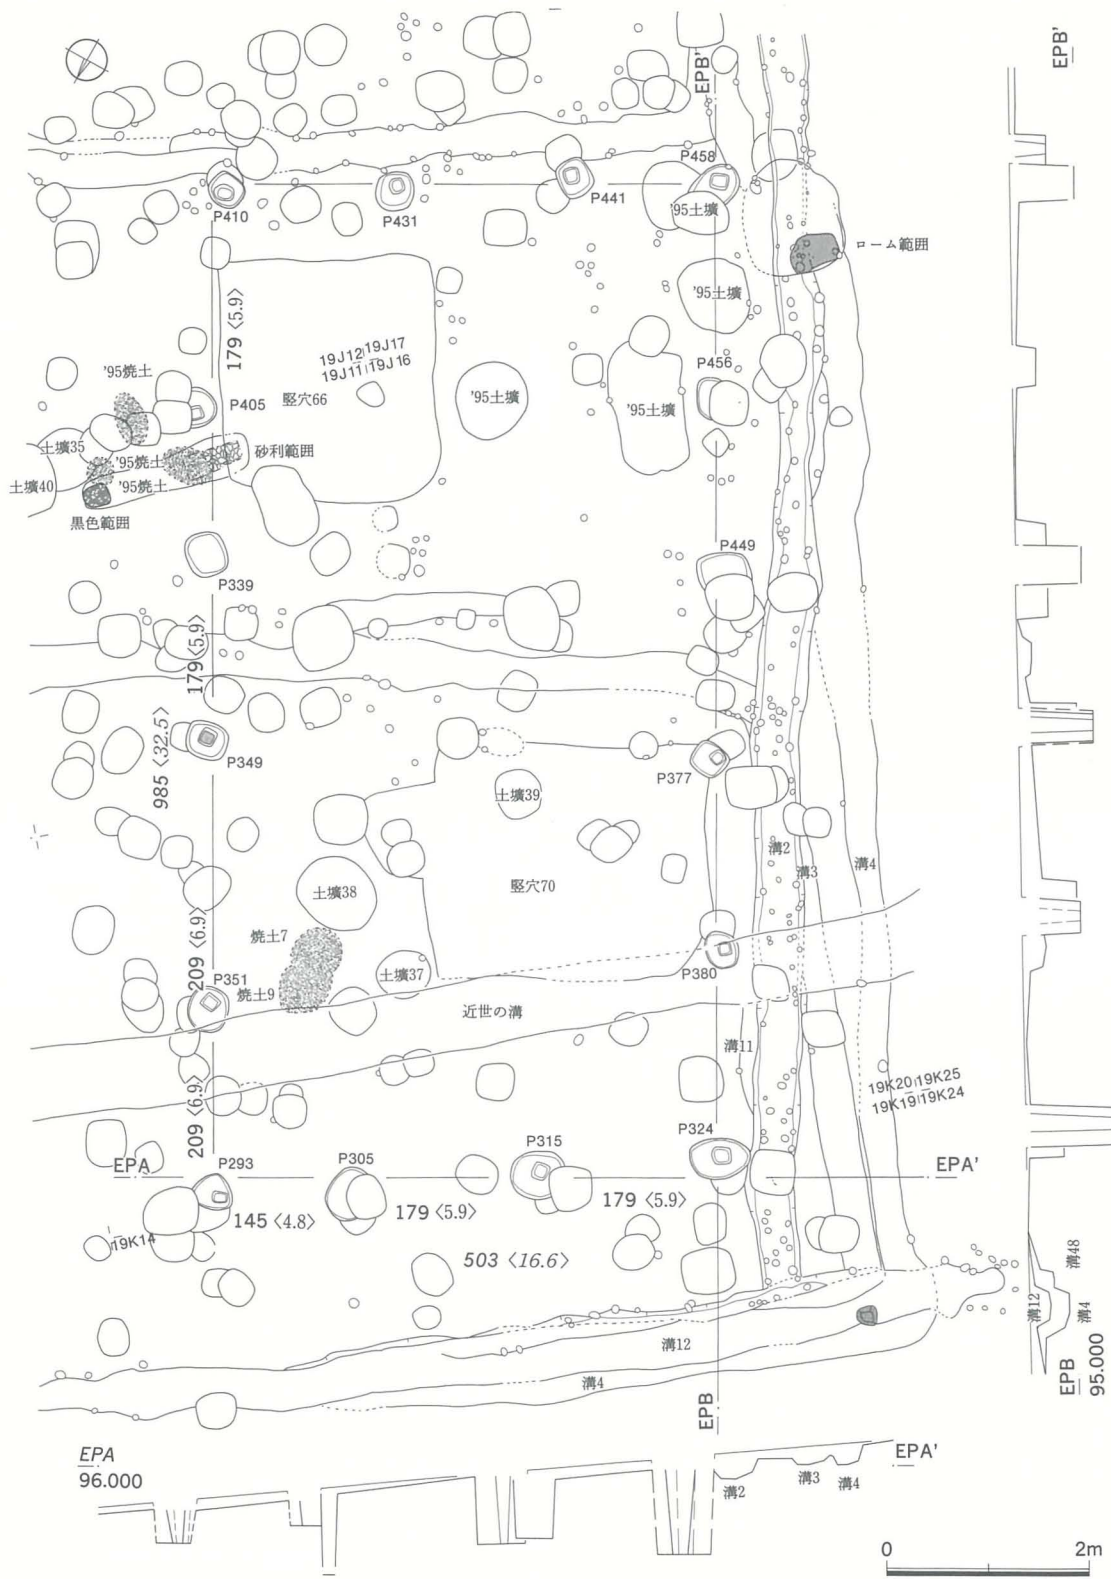 EPB'
EPB'
P458
P410
P431
P441
'95土壙
ローム範囲
'95土壙
179〈5.9〉
19J12 19J17
19J11 19J16
'95焼土
P456
P405
竪穴66
'95土壙
'95土壙
土壙35
'95焼土
砂利範囲
土壙40
'95焼土
黒色範囲
P449
P339
179〈5.9〉
P349
985〈32.5〉
P377
土壙39
溝2
溝3
溝4
土壙38
竪穴70
209〈6.9〉
焼土7
P351
土壙37
P380
焼土9
近世の溝
溝11
19K20 19K25
19K19 19K24
209〈6.9〉
P324
P315
EPA
P293
P305
EPA'
145〈4.8〉
179〈5.9〉
179〈5.9〉
19K14
503〈16.6〉
溝48
溝12
溝4
溝12
溝4
EPB
EPB
95.000
EPA
96.000
EPA'
溝2
溝3
溝4
0
2m